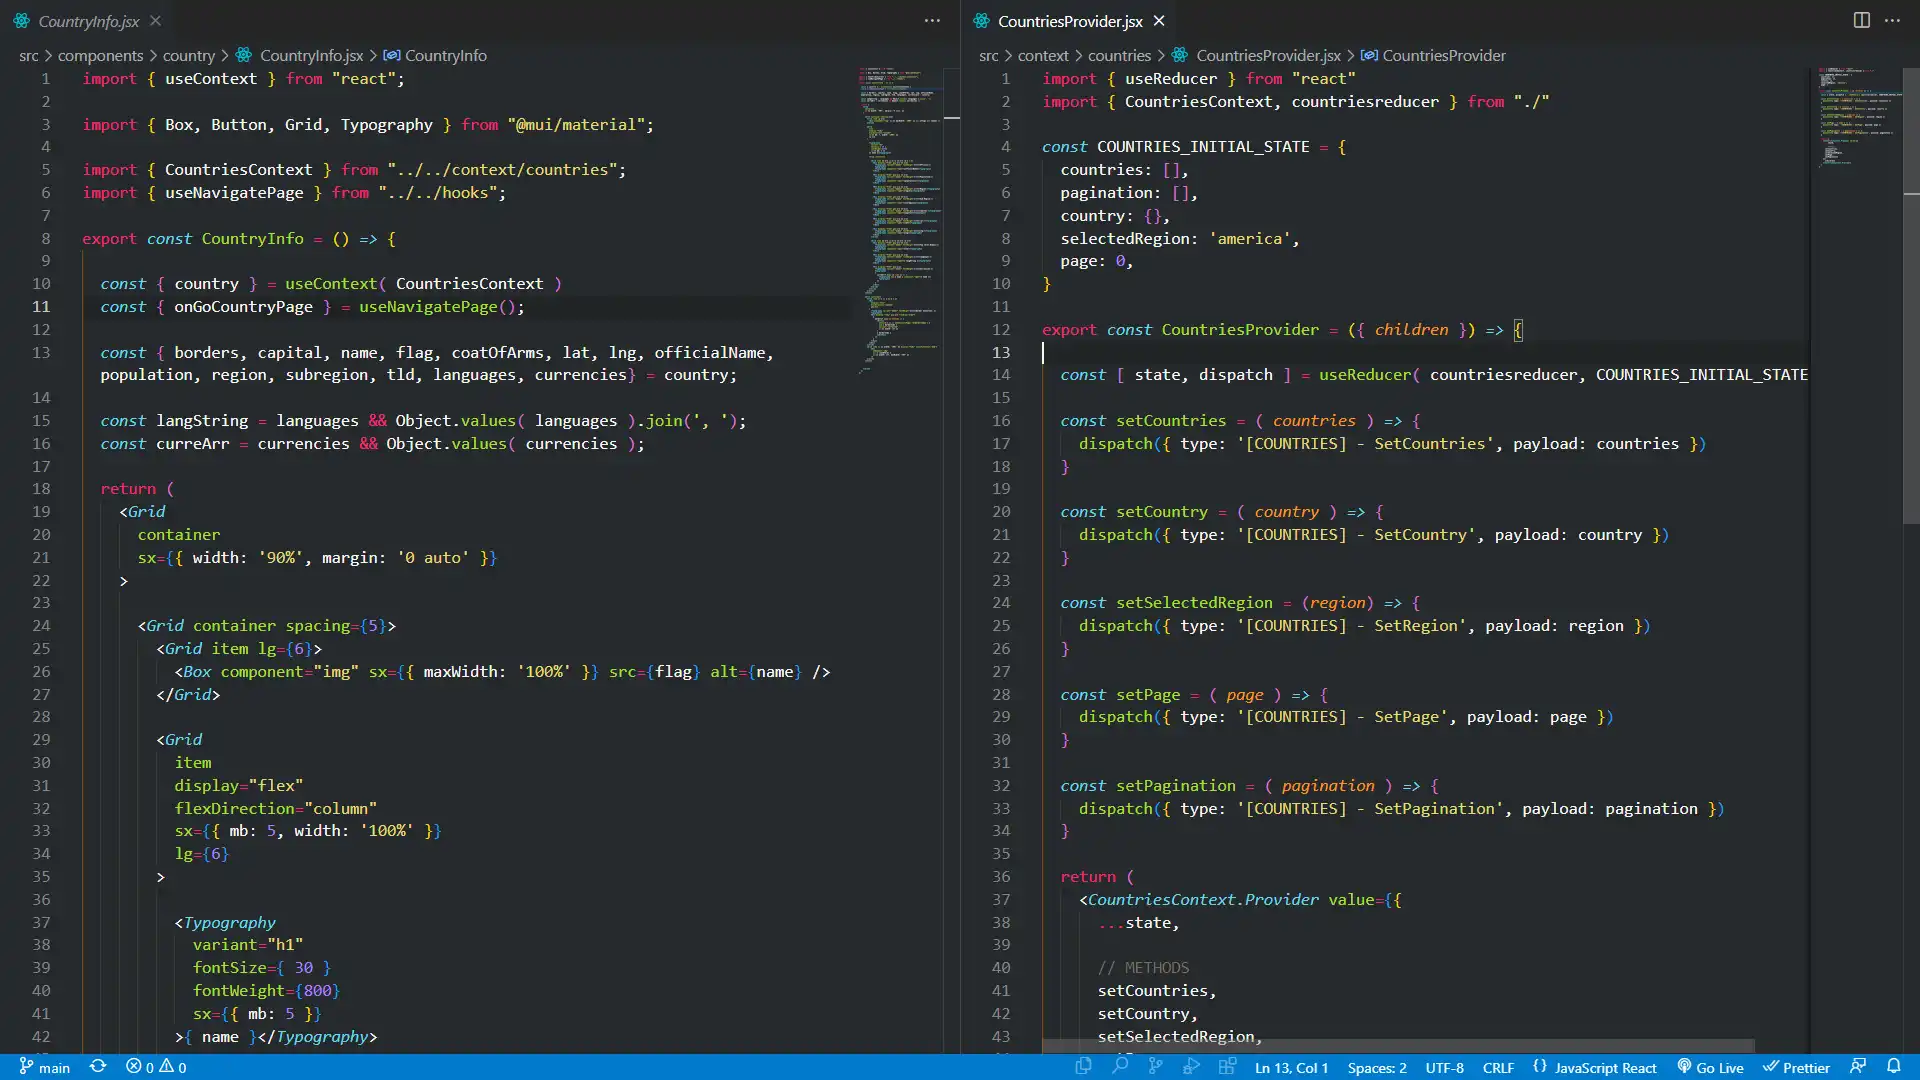 CountryInfo.jsx
src > components > country > CountryInfo.jsx > CountryInfo
1 import { useContext } from "react";
2
3 import { Box, Button, Grid, Typography } from "@mui/material";
4
5 import { CountriesContext } from "../../context/countries";
6 import { useNavigatePage } from "../../hooks";
7
8 export const CountryInfo = () => {
9
10 const { country } = useContext( CountriesContext )
11 const { onGoCountryPage } = useNavigatePage();
12
13 const { borders, capital, name, flag, coatOfArms, lat, lng, officialName,
population, region, subregion, tld, languages, currencies} = country;
14
15 const langString = languages && Object.values( languages ).join(', ');
16 const curreArr = currencies && Object.values( currencies );
17
18 return (
19 <Grid
20 container
21 sx={{ width: '90%', margin: '0 auto' }}
22 >
23
24 <Grid container spacing={5}>
25 <Grid item lg={6}>
26 <Box component="img" sx={{ maxWidth: '100%' }} src={flag} alt={name} />
27 </Grid>
28
29 <Grid
30 item
31 display="flex"
32 flexDirection="column"
33 sx={{ mb: 5, width: '100%' }}
34 lg={6}
35 >
36
37 <Typography
38 variant="h1"
39 fontSize={ 30 }
40 fontWeight={800}
41 sx={{ mb: 5 }}
42 >{ name }</Typography>
CountriesProvider.jsx
src > context > countries > CountriesProvider.jsx > CountriesProvider
1 import { useReducer } from "react"
2 import { CountriesContext, countriesreducer } from "./"
3
4 const COUNTRIES_INITIAL_STATE = {
5 countries: [],
6 pagination: [],
7 country: {},
8 selectedRegion: 'america',
9 page: 0,
10 }
11
12 export const CountriesProvider = ({ children }) => {
13
14 const [ state, dispatch ] = useReducer( countriesreducer, COUNTRIES_INITIAL_STATE
15
16 const setCountries = ( countries ) => {
17 dispatch({ type: '[COUNTRIES] - SetCountries', payload: countries })
18 }
19
20 const setCountry = ( country ) => {
21 dispatch({ type: '[COUNTRIES] - SetCountry', payload: country })
22 }
23
24 const setSelectedRegion = (region) => {
25 dispatch({ type: '[COUNTRIES] - SetRegion', payload: region })
26 }
27
28 const setPage = ( page ) => {
29 dispatch({ type: '[COUNTRIES] - SetPage', payload: page })
30 }
31
32 const setPagination = ( pagination ) => {
33 dispatch({ type: '[COUNTRIES] - SetPagination', payload: pagination })
34 }
35
36 return (
37 <CountriesContext.Provider value={{
38 ...state,
39
40 // METHODS
41 setCountries,
42 setCountry,
43 setSelectedRegion,
main 0 0 Ln 13, Col 1 Spaces: 2 UTF-8 CRLF {} JavaScript React Go Live Prettier